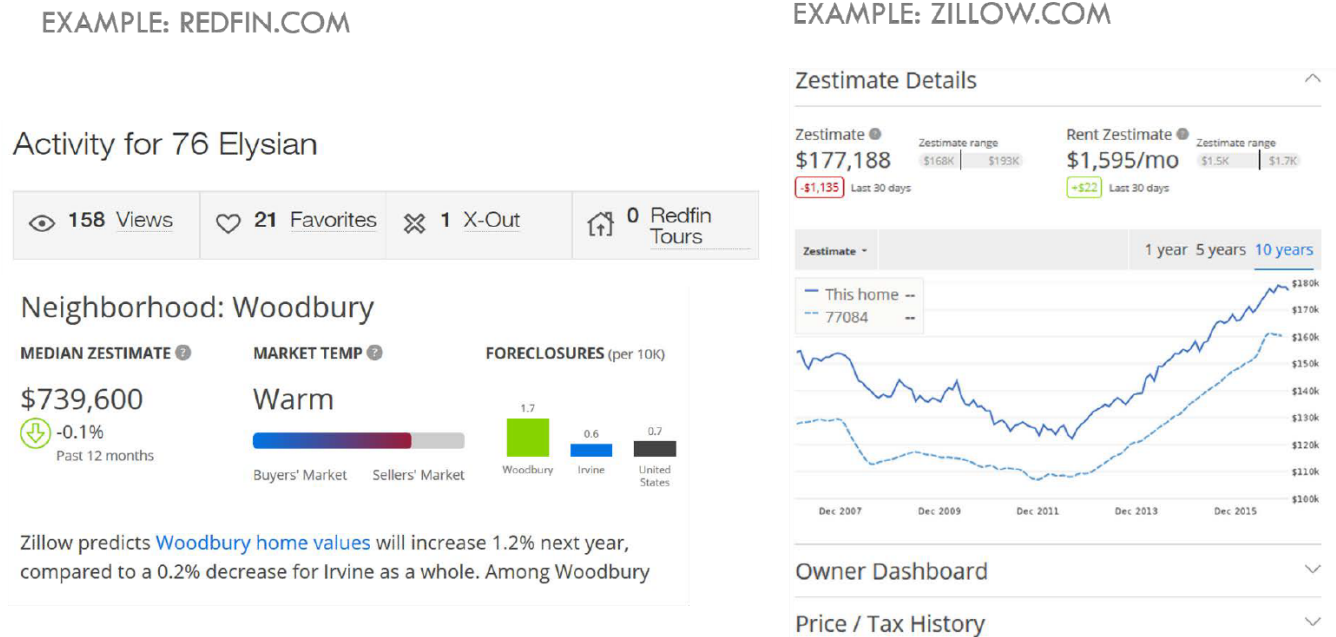 EXAMPLE: REDFIN.COM
Activity for 76 Elysian
158 Views
21 Favorites
1 X-Out
0 Redfin
Tours
Neighborhood: Woodbury
MEDIAN ZESTIMATE ?
$739,600
-0.1%
Past 12 months
MARKET TEMP ?
Warm
Buyers' Market Sellers' Market
FORECLOSURES (per 10K)
1.7
0.6
0.7
Woodbury
Irvine
United
States
Zillow predicts Woodbury home values will increase 1.2% next year,
compared to a 0.2% decrease for Irvine as a whole. Among Woodbury
EXAMPLE: ZILLOW.COM
Zestimate Details
Zestimate ?
$177,188
-$1,135 Last 30 days
Zestimate range
$168K $193K
Rent Zestimate ?
$1,595/mo
+$22 Last 30 days
Zestimate range
$1.5K $1.7K
Zestimate
1 year 5 years 10 years
This home --
77084 --
$180k
$170k
$160k
$150k
$140k
$130k
$120k
$110k
$100k
Dec 2007 Dec 2009 Dec 2011 Dec 2013 Dec 2015
Owner Dashboard
Price / Tax History